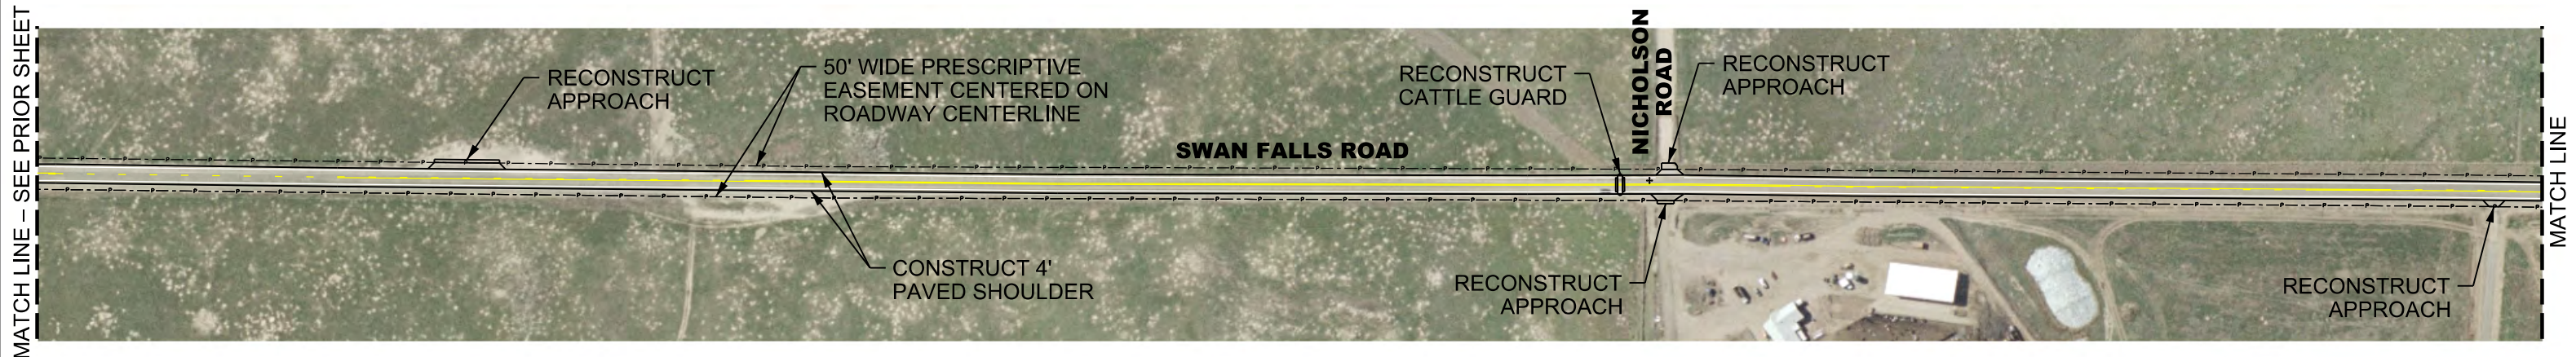 MATCH LINE – SEE PRIOR SHEET
RECONSTRUCT
APPROACH
50' WIDE PRESCRIPTIVE
EASEMENT CENTERED ON
ROADWAY CENTERLINE
CONSTRUCT 4'
PAVED SHOULDER
SWAN FALLS ROAD
RECONSTRUCT
CATTLE GUARD
NICHOLSON
ROAD
RECONSTRUCT
APPROACH
RECONSTRUCT
APPROACH
RECONSTRUCT
APPROACH
MATCH LINE